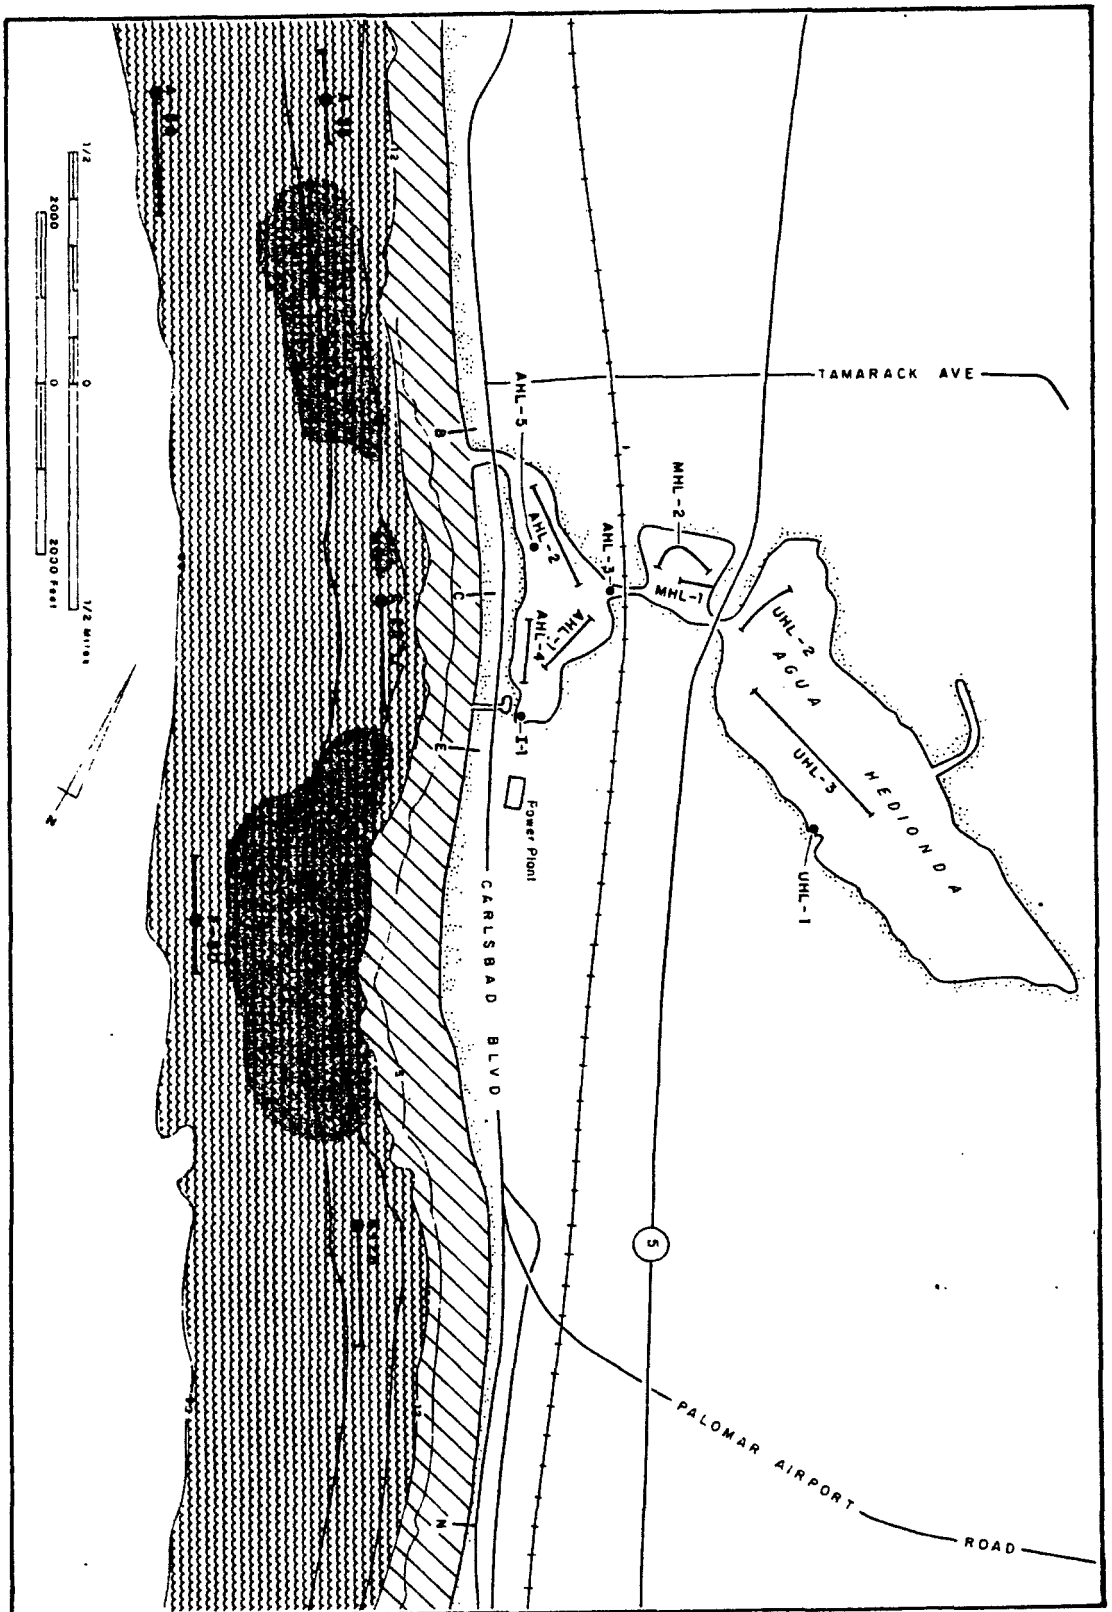 TAMARACK AVE
AHL-5
B
MHL-2
AHL-2
AHL-3
MHL-1
UHL-2
C
AHL-1
AHL-4
AGUA
HEDIONDA
I-1
E
UHL-3
UHL-1
Power Plant
CARLSBAD BLVD
5
PALOMAR AIRPORT
ROAD
N
12
1/2
0
1/2 Miles
2000
0
2000 Feet
N